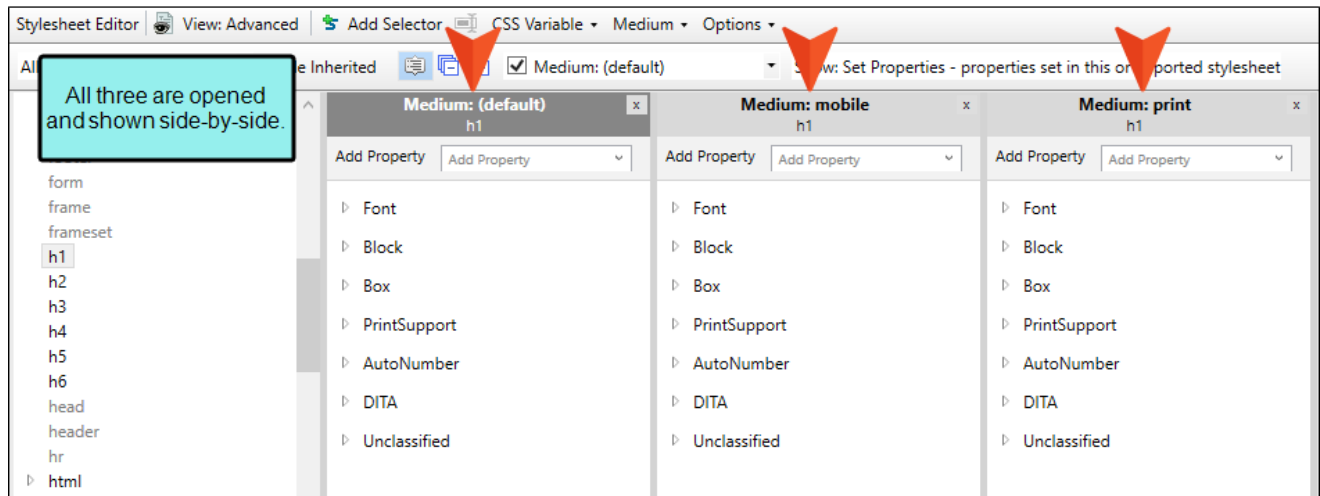 Stylesheet Editor View: Advanced Add Selector CSS Variable Medium Options
All e Inherited Medium: (default) Show: Set Properties - properties set in this or imported stylesheet
All three are opened
and shown side-by-side.
form
frame
frameset
h1
h2
h3
h4
h5
h6
head
header
hr
html
Medium: (default) x
h1
Add Property Add Property
Font
Block
Box
PrintSupport
AutoNumber
DITA
Unclassified
Medium: mobile x
h1
Add Property Add Property
Font
Block
Box
PrintSupport
AutoNumber
DITA
Unclassified
Medium: print x
h1
Add Property Add Property
Font
Block
Box
PrintSupport
AutoNumber
DITA
Unclassified